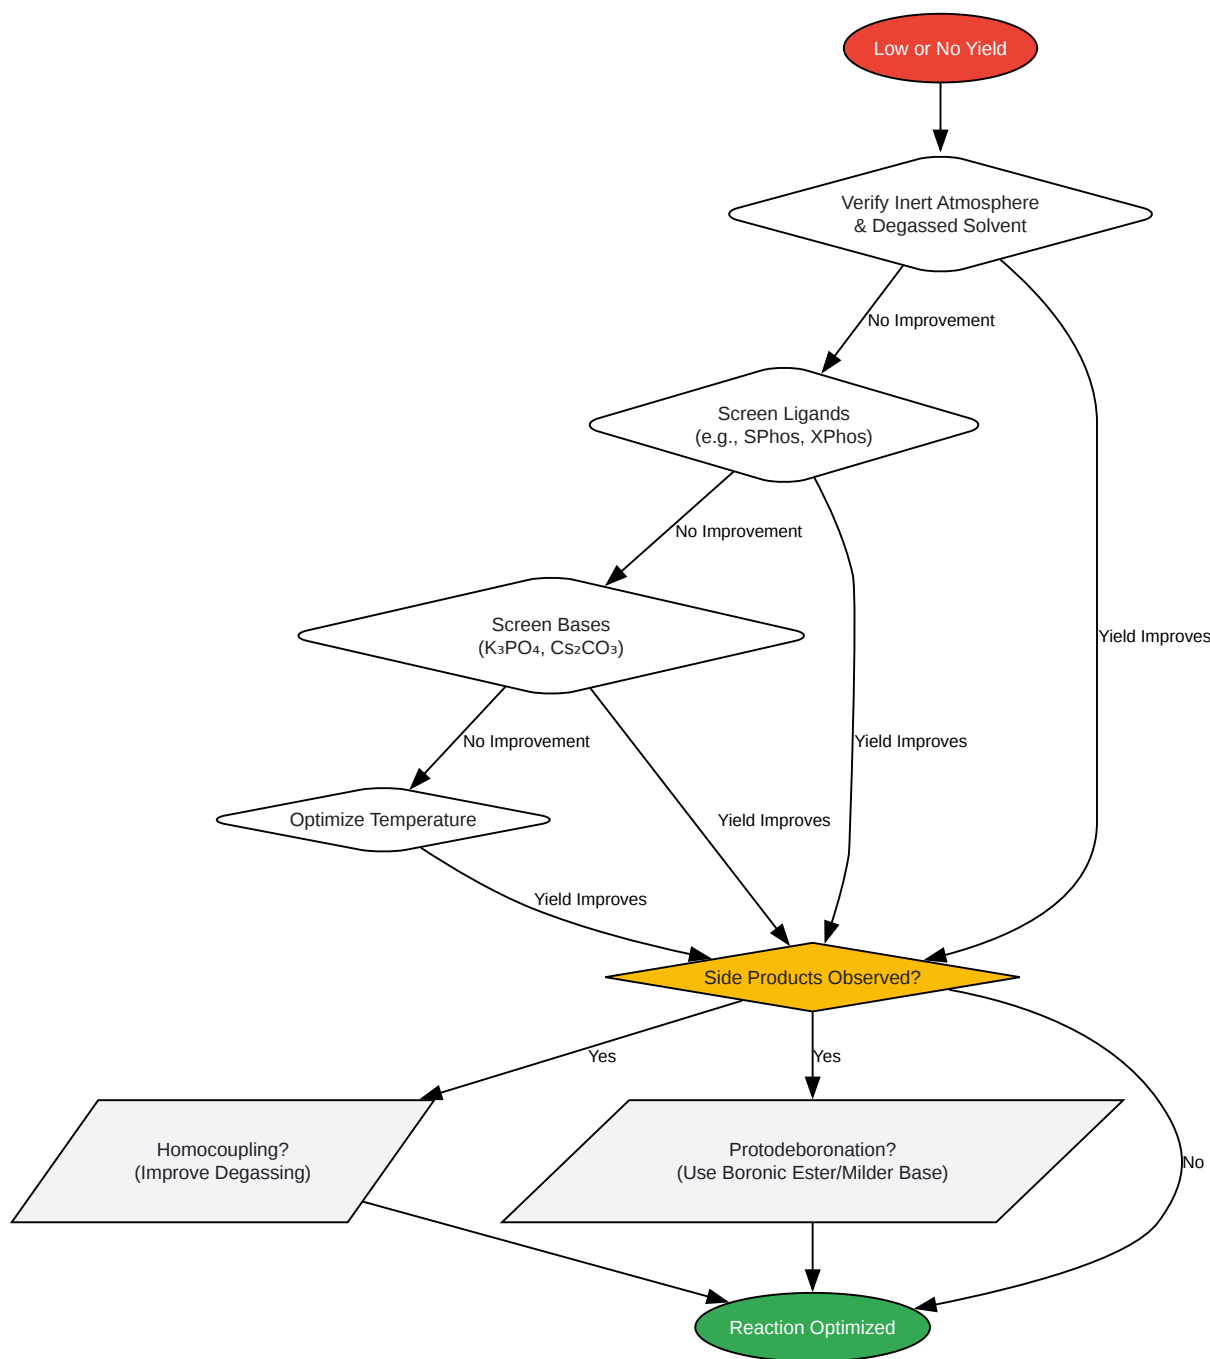 Low or No Yield
Verify Inert Atmosphere
& Degassed Solvent
No Improvement
Screen Ligands
(e.g., SPhos, XPhos)
No Improvement
Screen Bases
(K₃PO₄, Cs₂CO₃)
Yield Improves
No Improvement
Yield Improves
Optimize Temperature
Yield Improves
Yield Improves
Side Products Observed?
Yes
Yes
Homocoupling?
(Improve Degassing)
Protodeboronation?
(Use Boronic Ester/Milder Base)
No
Reaction Optimized